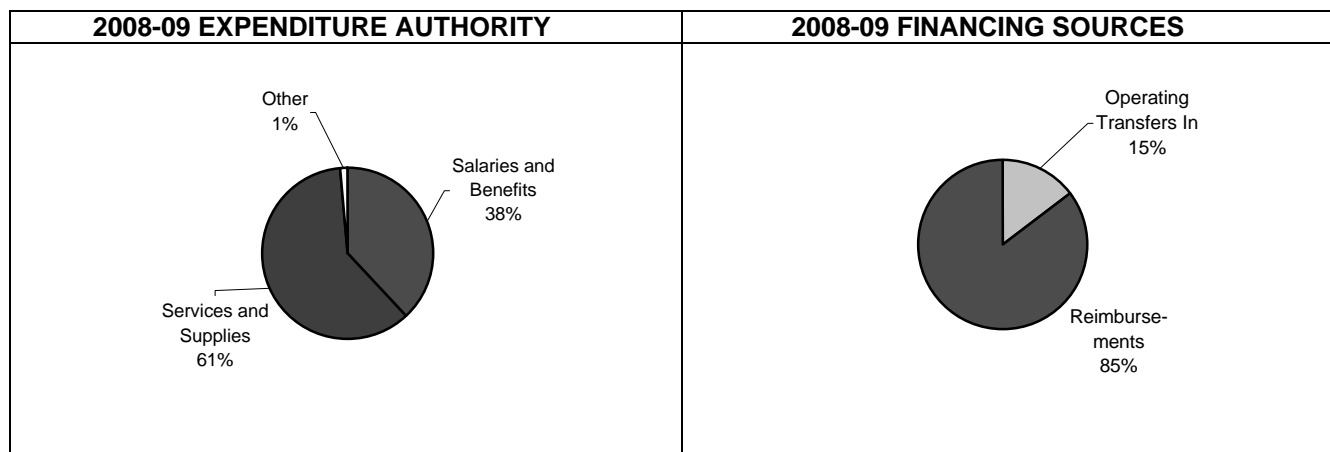 2008-09 EXPENDITURE AUTHORITY
Other
1%
Salaries and
Benefits
38%
Services and
Supplies
61%
2008-09 FINANCING SOURCES
Operating
Transfers In
15%
Reimburse-
ments
85%